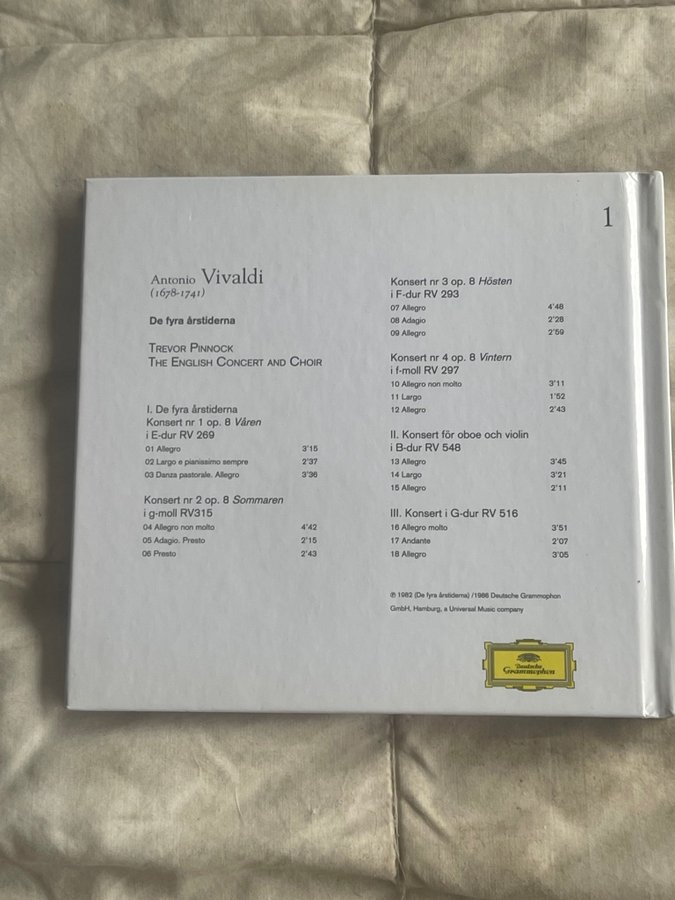 1
Antonio Vivaldi
(1678-1741)
De fyra årstiderna
TREVOR PINNOCK
THE ENGLISH CONCERT AND CHOIR
I. De fyra årstiderna
Konsert nr 1 op. 8 Våren
i E-dur RV 269
01 Allegro 3'15
02 Largo e pianissimo sempre 2'37
03 Danza pastorale. Allegro 3'36
Konsert nr 2 op. 8 Sommaren
i g-moll RV315
04 Allegro non molto 4'42
05 Adagio. Presto 2'15
06 Presto 2'43
Konsert nr 3 op. 8 Hösten
i F-dur RV 293
07 Allegro 4'48
08 Adagio 2'28
09 Allegro 2'59
Konsert nr 4 op. 8 Vintern
i f-moll RV 297
10 Allegro non molto 3'11
11 Largo 1'52
12 Allegro 2'43
II. Konsert för oboe och violin
i B-dur RV 548
13 Allegro 3'45
14 Largo 3'21
15 Allegro 2'11
III. Konsert i G-dur RV 516
16 Allegro molto 3'51
17 Andante 2'07
18 Allegro 3'05
℗ 1982 (De fyra årstiderna) /1986 Deutsche Grammophon
GmbH, Hamburg, a Universal Music company
Deutsche
Grammophon